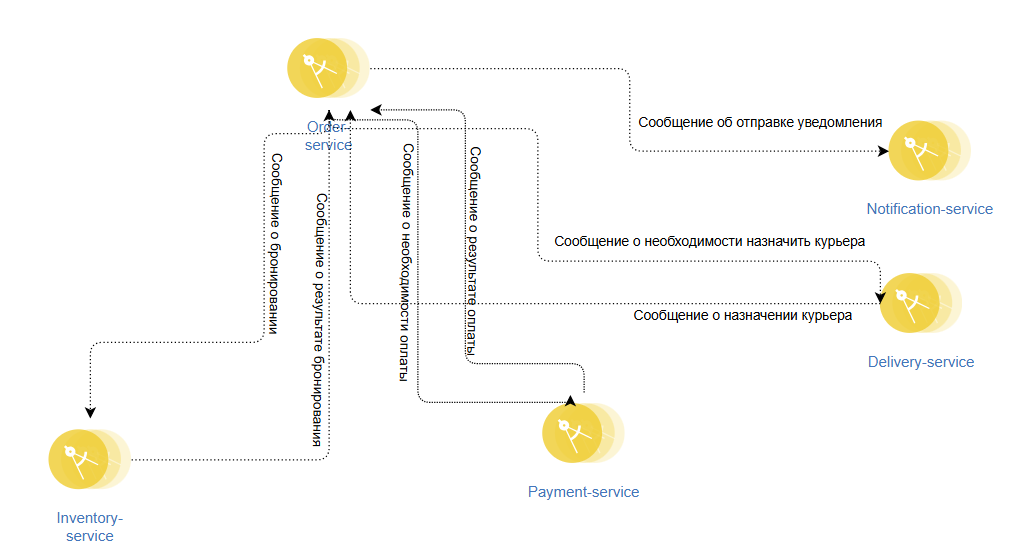 Order-
service
Сообщение об отправке уведомления
Notification-service
Сообщение о бронировании
Сообщение о результате бронирования
Сообщение о необходимости оплаты
Сообщение о результате оплаты
Сообщение о необходимости назначить курьера
Сообщение о назначении курьера
Delivery-service
Payment-service
Inventory-
service